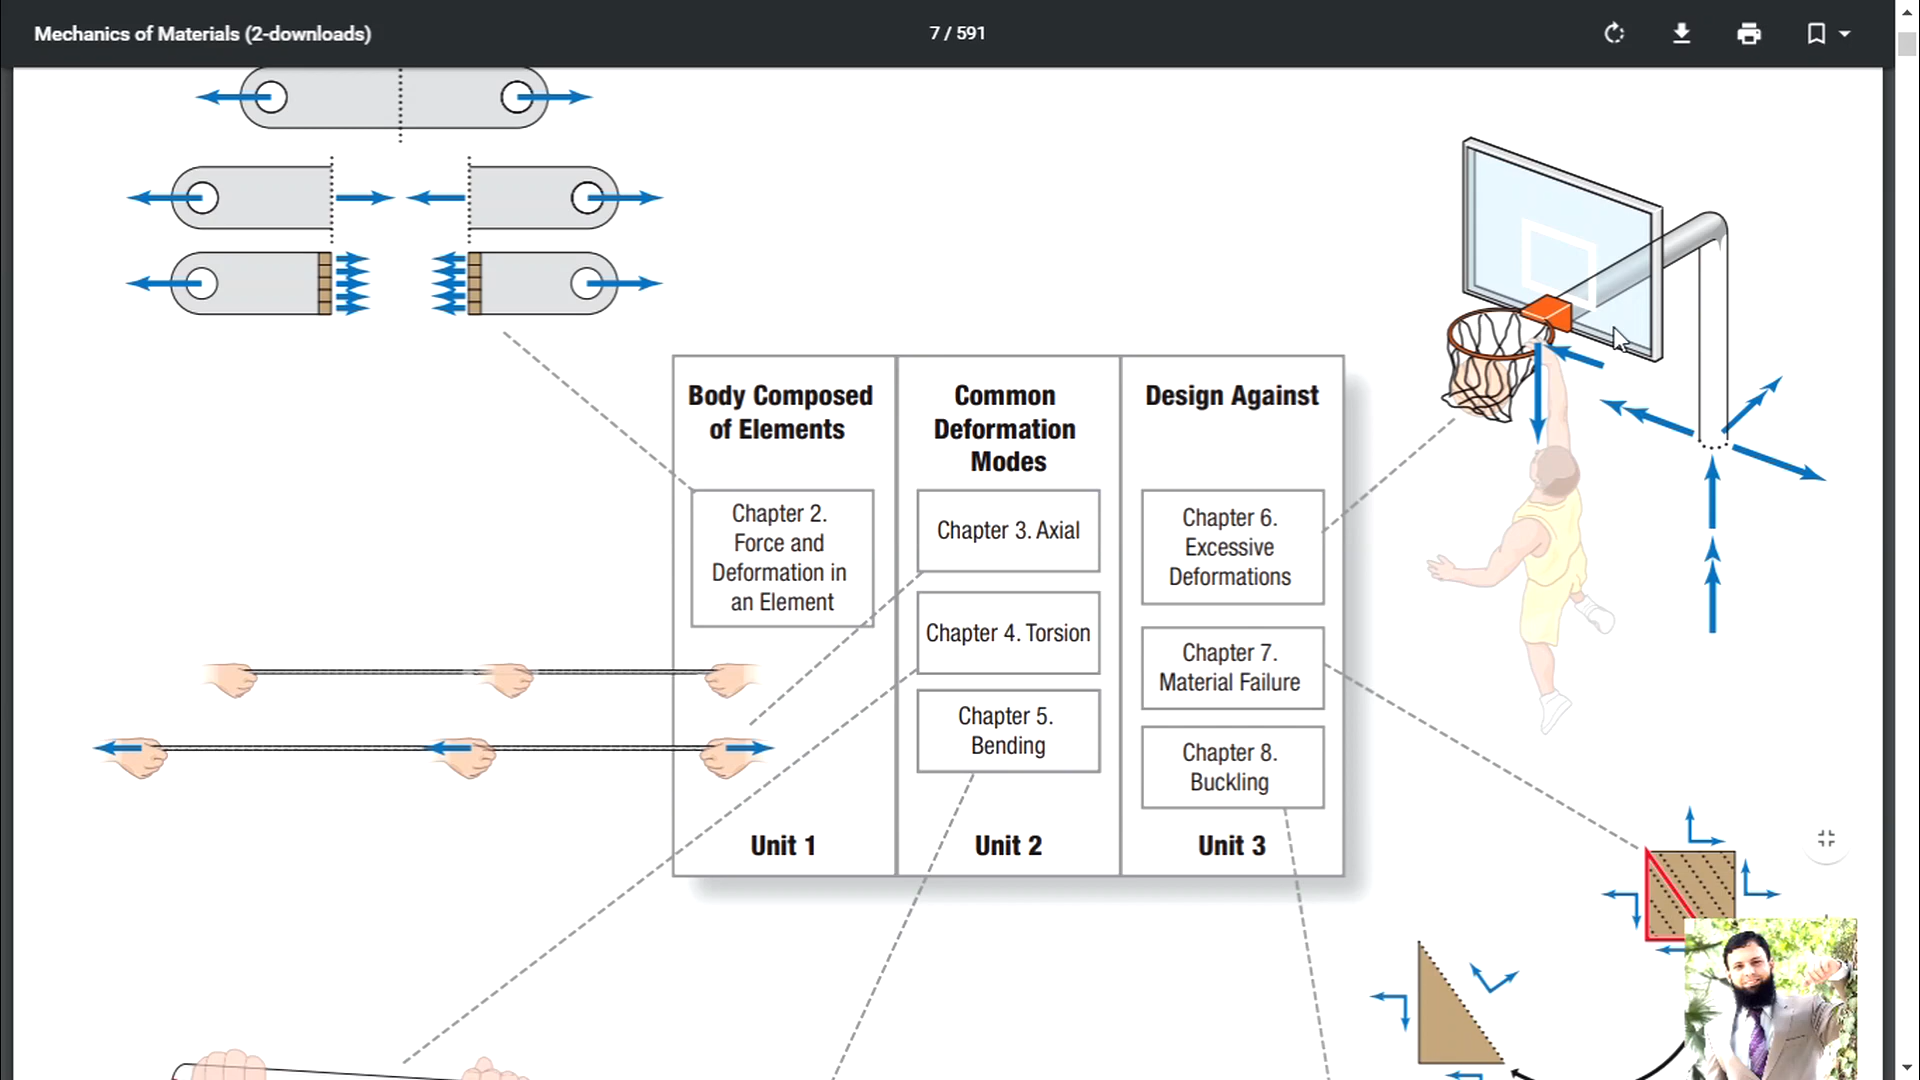 Mechanics of Materials (2-downloads)
7 / 591
Body Composed
of Elements
Chapter 2.
Force and
Deformation in
an Element
Unit 1
Common
Deformation
Modes
Chapter 3. Axial
Chapter 4. Torsion
Chapter 5.
Bending
Unit 2
Design Against
Chapter 6.
Excessive
Deformations
Chapter 7.
Material Failure
Chapter 8.
Buckling
Unit 3